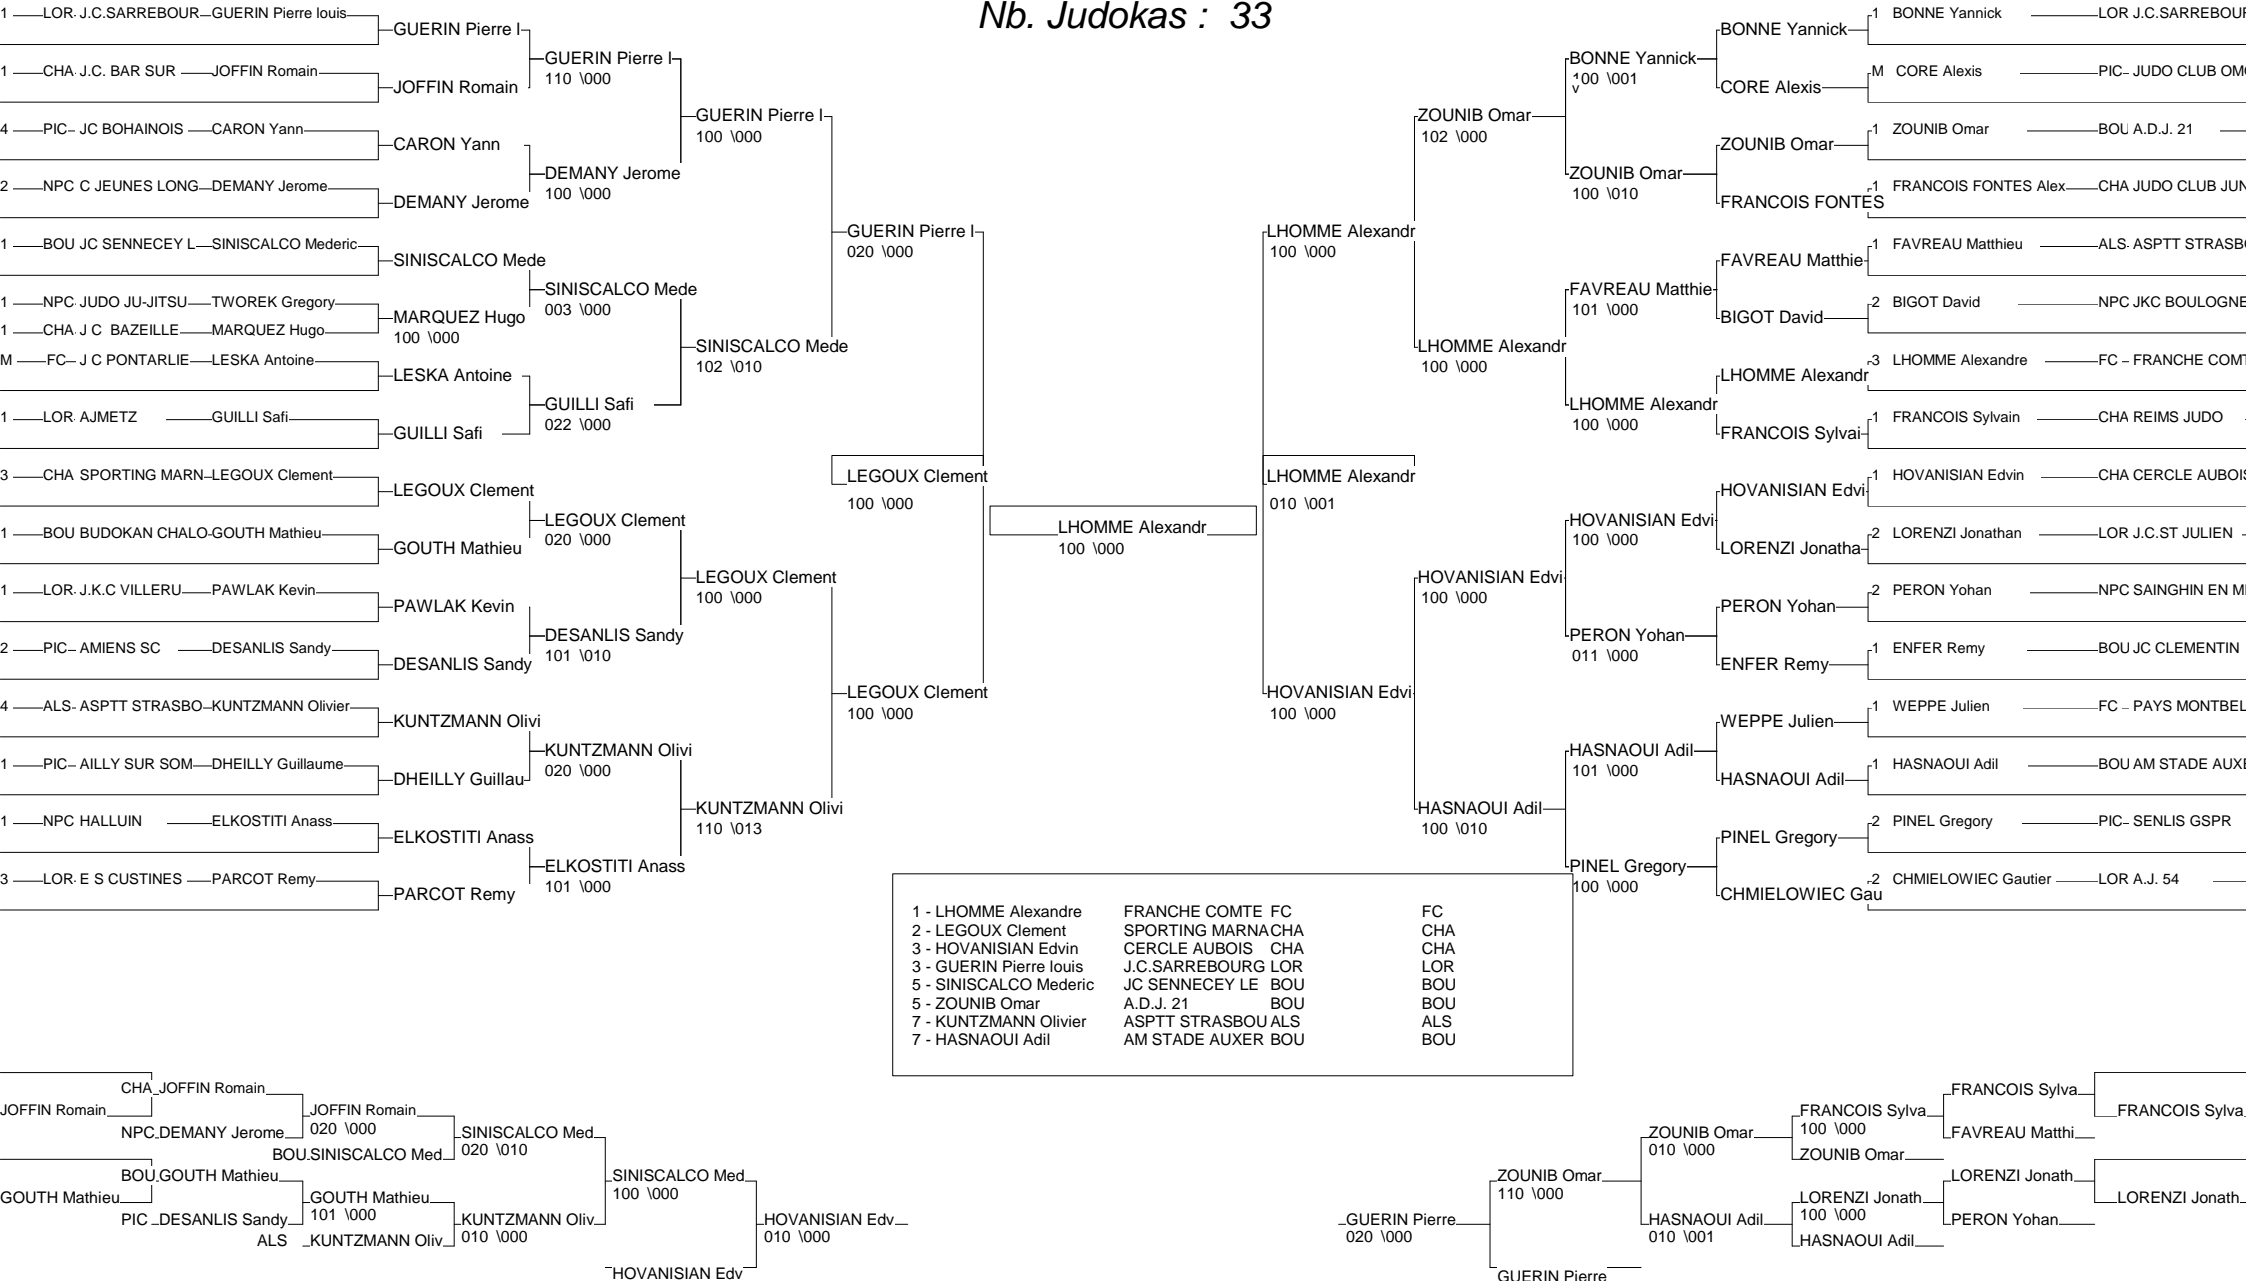 Nb. Judokas : 33
1 LOR J.C.SARREBOUR GUERIN Pierre louis
GUERIN Pierre l
1 CHA J.C. BAR SUR JOFFIN Romain
JOFFIN Romain
GUERIN Pierre l
110 \000
4 PIC JC BOHAINOIS CARON Yann
CARON Yann
2 NPC C JEUNES LONG DEMANY Jerome
DEMANY Jerome
DEMANY Jerome
100 \000
GUERIN Pierre l
100 \000
1 BOU JC SENNECEY L SINISCALCO Mederic
SINISCALCO Mede
1 NPC JUDO JU-JITSU TWOREK Gregory
1 CHA J C BAZEILLE MARQUEZ Hugo
MARQUEZ Hugo
100 \000
SINISCALCO Mede
003 \000
M FC J C PONTARLIE LESKA Antoine
LESKA Antoine
1 LOR AJMETZ GUILLI Safi
GUILLI Safi
GUILLI Safi
022 \000
SINISCALCO Mede
102 \010
GUERIN Pierre l
020 \000
3 CHA SPORTING MARN LEGOUX Clement
LEGOUX Clement
1 BOU BUDOKAN CHALO GOUTH Mathieu
GOUTH Mathieu
LEGOUX Clement
020 \000
1 LOR J.K.C VILLERU PAWLAK Kevin
PAWLAK Kevin
2 PIC AMIENS SC DESANLIS Sandy
DESANLIS Sandy
DESANLIS Sandy
101 \010
LEGOUX Clement
100 \000
4 ALS ASPTT STRASBO KUNTZMANN Olivier
KUNTZMANN Olivi
1 PIC AILLY SUR SOM DHEILLY Guillaume
DHEILLY Guillau
KUNTZMANN Olivi
020 \000
1 NPC HALLUIN ELKOSTITI Anass
ELKOSTITI Anass
3 LOR E S CUSTINES PARCOT Remy
PARCOT Remy
ELKOSTITI Anass
101 \000
KUNTZMANN Olivi
110 \013
LEGOUX Clement
100 \000
LEGOUX Clement
100 \000
LHOMME Alexandr
100 \000
LHOMME Alexandr
010 \001
1 BONNE Yannick LOR J.C.SARREBOUR
BONNE Yannick
M CORE Alexis PIC JUDO CLUB OM
CORE Alexis
BONNE Yannick
100 \001
v
1 ZOUNIB Omar BOU A.D.J. 21
ZOUNIB Omar
1 FRANCOIS FONTES Alex CHA JUDO CLUB JUN
FRANCOIS FONTES
ZOUNIB Omar
100 \010
ZOUNIB Omar
102 \000
1 FAVREAU Matthieu ALS ASPTT STRASB
FAVREAU Matthie
2 BIGOT David NPC JKC BOULOGNE
BIGOT David
FAVREAU Matthie
101 \000
3 LHOMME Alexandre FC FRANCHE COMT
LHOMME Alexandr
1 FRANCOIS Sylvain CHA REIMS JUDO
FRANCOIS Sylvai
LHOMME Alexandr
100 \000
LHOMME Alexandr
100 \000
LHOMME Alexandr
100 \000
1 HOVANISIAN Edvin CHA CERCLE AUBOIS
HOVANISIAN Edvi
2 LORENZI Jonathan LOR J.C.ST JULIEN
LORENZI Jonatha
HOVANISIAN Edvi
100 \000
2 PERON Yohan NPC SAINGHIN EN M
PERON Yohan
1 ENFER Remy BOU JC CLEMENTIN
ENFER Remy
PERON Yohan
011 \000
HOVANISIAN Edvi
100 \000
1 WEPPE Julien FC PAYS MONTBEL
WEPPE Julien
1 HASNAOUI Adil BOU AM STADE AUXE
HASNAOUI Adil
HASNAOUI Adil
101 \000
2 PINEL Gregory PIC SENLIS GSPR
PINEL Gregory
2 CHMIELOWIEC Gautier LOR A.J. 54
CHMIELOWIEC Gau
PINEL Gregory
100 \000
HASNAOUI Adil
100 \010
HOVANISIAN Edvi
100 \000
1 - LHOMME Alexandre FRANCHE COMTE FC FC
2 - LEGOUX Clement SPORTING MARNA CHA CHA
3 - HOVANISIAN Edvin CERCLE AUBOIS CHA CHA
3 - GUERIN Pierre louis J.C.SARREBOURG LOR LOR
5 - SINISCALCO Mederic JC SENNECEY LE BOU BOU
5 - ZOUNIB Omar A.D.J. 21 BOU BOU
7 - KUNTZMANN Olivier ASPTT STRASBOU ALS ALS
7 - HASNAOUI Adil AM STADE AUXER BOU BOU
CHA JOFFIN Romain
JOFFIN Romain
NPC DEMANY Jerome
JOFFIN Romain
020 \000
BOU SINISCALCO Med
SINISCALCO Med
020 \010
BOU GOUTH Mathieu
GOUTH Mathieu
PIC DESANLIS Sandy
GOUTH Mathieu
101 \000
ALS KUNTZMANN Oliv
KUNTZMANN Oliv
010 \000
SINISCALCO Med
100 \000
HOVANISIAN Edv
010 \000
HOVANISIAN Edv
GUERIN Pierre
020 \000
GUERIN Pierre
ZOUNIB Omar
110 \000
ZOUNIB Omar
010 \000
FRANCOIS Sylva
100 \000
ZOUNIB Omar
FRANCOIS Sylva
FRANCOIS Sylva
FAVREAU Matthi
HASNAOUI Adil
010 \001
LORENZI Jonath
100 \000
HASNAOUI Adil
LORENZI Jonath
LORENZI Jonath
PERON Yohan